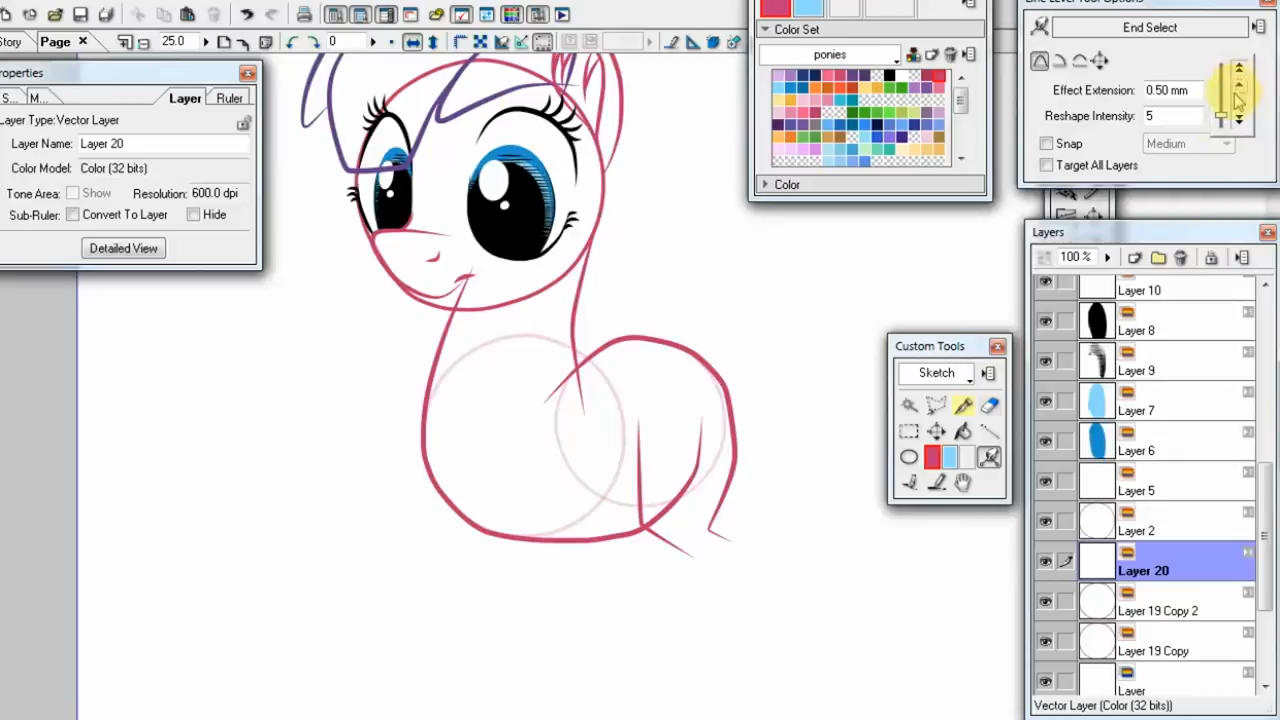 25.0
0
End Select
Story
Page
Properties
S... M...
Layer
Ruler
Layer Type:Vector Layer
Layer Name: Layer 20
Color Model: Color (32 bits)
Tone Area: Show Resolution: 600.0 dpi
Sub-Ruler: Convert To Layer Hide
Detailed View
Color Set
ponies
Color
Effect Extension: 0.50 mm
Reshape Intensity: 5
Snap Medium
Target All Layers
Layers
100 %
Layer 10
Layer 8
Layer 9
Layer 7
Layer 6
Layer 5
Layer 2
Layer 20
Layer 19 Copy 2
Layer 19 Copy
Layer
Vector Layer (Color (32 bits))
Custom Tools
Sketch